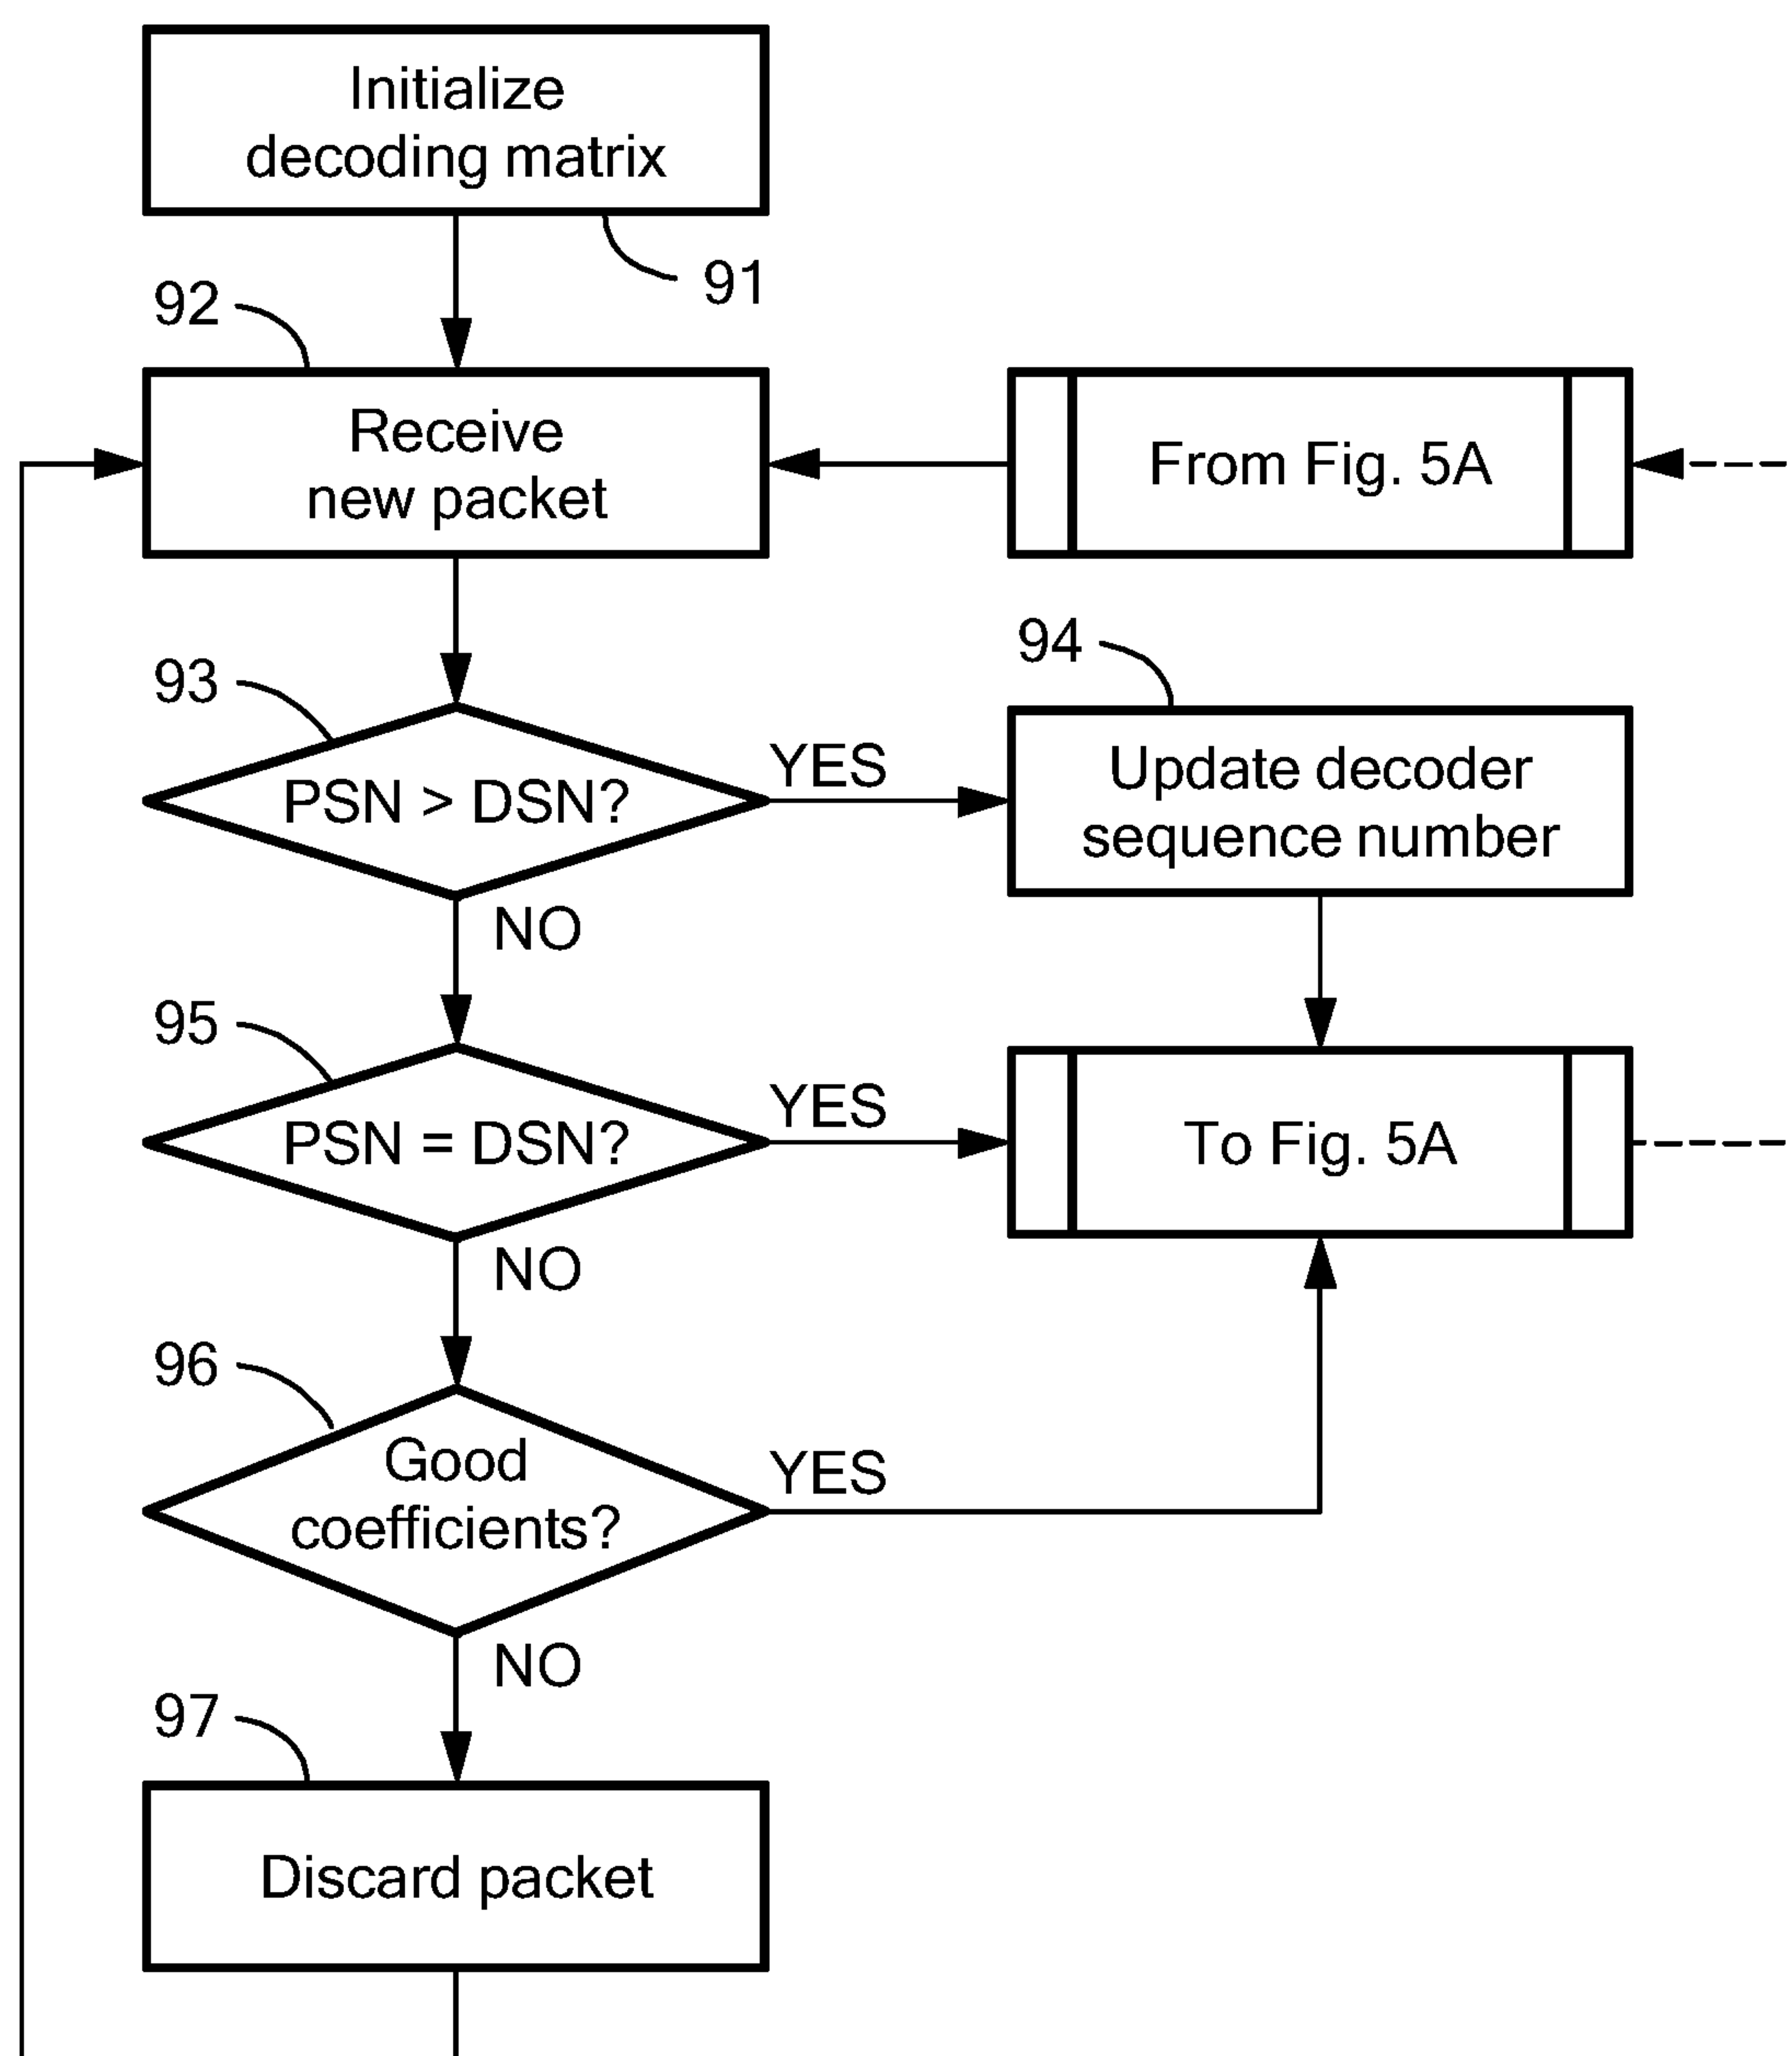 Initialize
decoding matrix
91
92
Receive
new packet
From Fig. 5A
93
PSN > DSN?
YES
94
Update decoder
sequence number
NO
95
PSN = DSN?
YES
To Fig. 5A
NO
96
Good
coefficients?
YES
NO
97
Discard packet